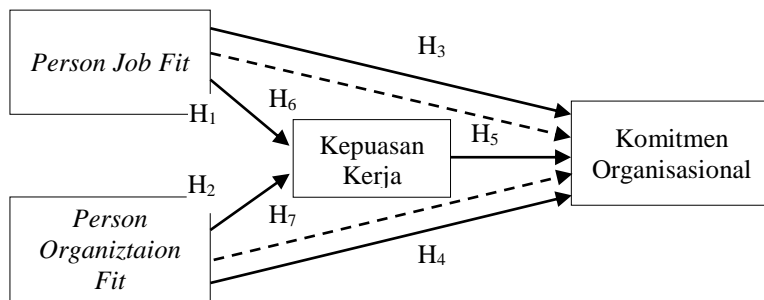 Person Job Fit
H3
H6
H1
Kepuasan
Kerja
H5
Komitmen
Organisasional
H2
Person
Organiztaion
Fit
H7
H4